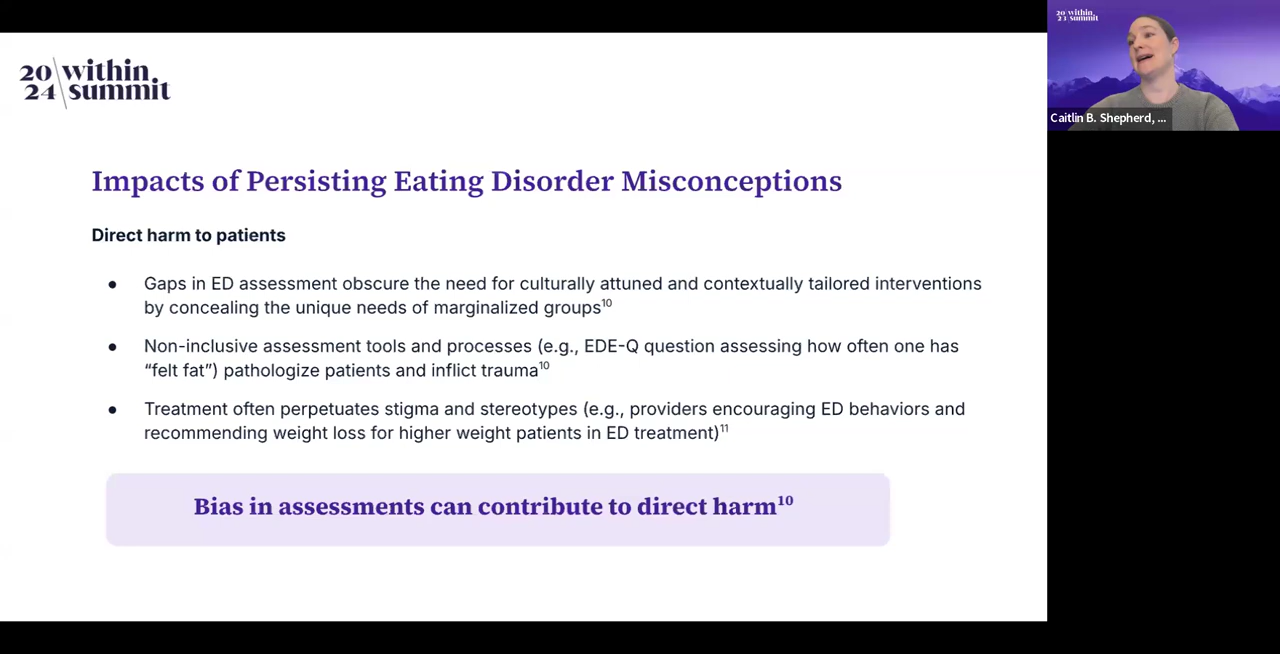 20 within
24 summit
Impacts of Persisting Eating Disorder Misconceptions
Direct harm to patients
● Gaps in ED assessment obscure the need for culturally attuned and contextually tailored interventions
by concealing the unique needs of marginalized groups10
● Non-inclusive assessment tools and processes (e.g., EDE-Q question assessing how often one has
“felt fat”) pathologize patients and inflict trauma10
● Treatment often perpetuates stigma and stereotypes (e.g., providers encouraging ED behaviors and
recommending weight loss for higher weight patients in ED treatment)11
Bias in assessments can contribute to direct harm10
20 within
24 summit
Caitlin B. Shepherd, ...